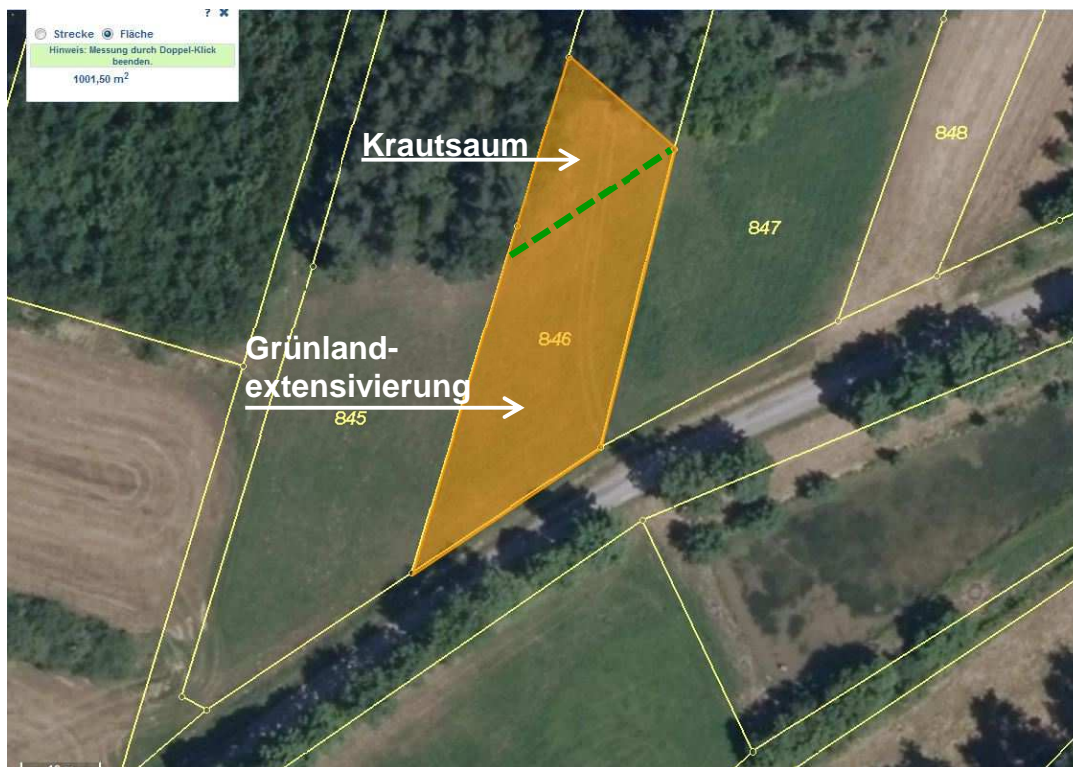 ? ✖
Strecke Fläche
Hinweis: Messung durch Doppel-Klick
beenden.
1001,50 m²
Krautsaum
848
847
846
Grünland-
extensivierung
845